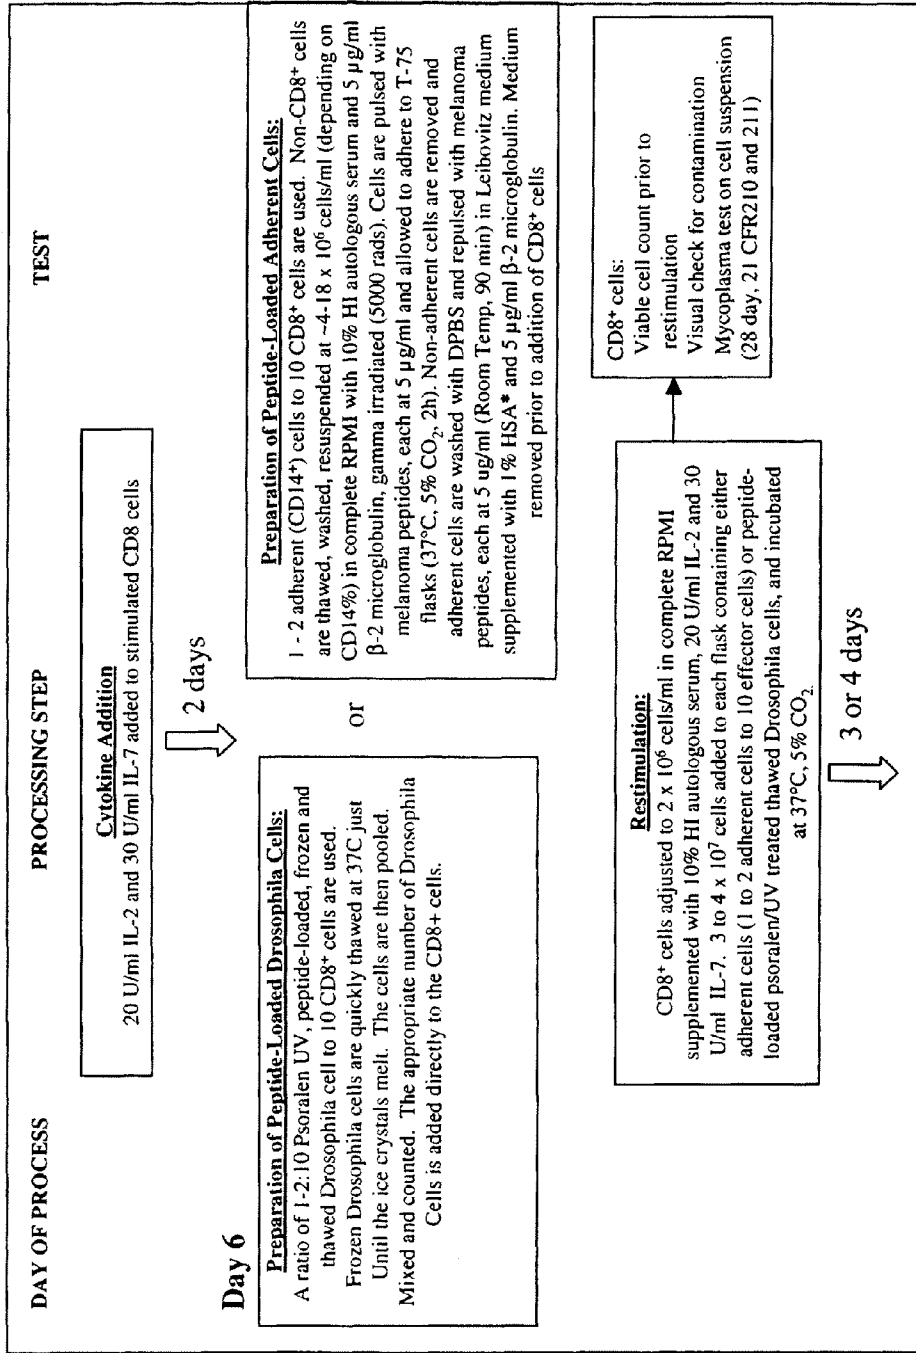 DAY OF PROCESS
PROCESSING STEP
TEST
Cytokine Addition
20 U/ml IL-2 and 30 U/ml IL-7 added to stimulated CD8 cells
2 days
Day 6
Preparation of Peptide-Loaded Drosophila Cells:
A ratio of 1-2:10 Psoralen UV, peptide-loaded, frozen and
thawed Drosophila cell to 10 CD8⁺ cells are used.
Frozen Drosophila cells are quickly thawed at 37C just
Until the ice crystals melt. The cells are then pooled.
Mixed and counted. The appropriate number of Drosophila
Cells is added directly to the CD8+ cells.
or
Preparation of Peptide-Loaded Adherent Cells:
1 - 2 adherent (CD14⁺) cells to 10 CD8⁺ cells are used. Non-CD8⁺ cells
are thawed, washed, resuspended at ~4-18 x 10⁶ cells/ml (depending on
CD14%) in complete RPMI with 10% HI autologous serum and 5 µg/ml
β-2 microglobulin, gamma irradiated (5000 rads). Cells are pulsed with
melanoma peptides, each at 5 µg/ml and allowed to adhere to T-75
flasks (37°C, 5% CO₂, 2h). Non-adherent cells are removed and
adherent cells are washed with DPBS and repulsed with melanoma
peptides, each at 5 ug/ml (Room Temp, 90 min) in Leibovitz medium
supplemented with 1% HSA* and 5 µg/ml β-2 microglobulin. Medium
removed prior to addition of CD8⁺ cells
Restimulation:
CD8⁺ cells adjusted to 2 x 10⁶ cells/ml in complete RPMI
supplemented with 10% HI autologous serum, 20 U/ml IL-2 and 30
U/ml IL-7. 3 to 4 x 10⁷ cells added to each flask containing either
adherent cells (1 to 2 adherent cells to 10 effector cells) or peptide-
loaded psoralen/UV treated thawed Drosophila cells, and incubated
at 37°C, 5% CO₂.
CD8⁺ cells:
Viable cell count prior to
restimulation
Visual check for contamination
Mycoplasma test on cell suspension
(28 day, 21 CFR210 and 211)
3 or 4 days